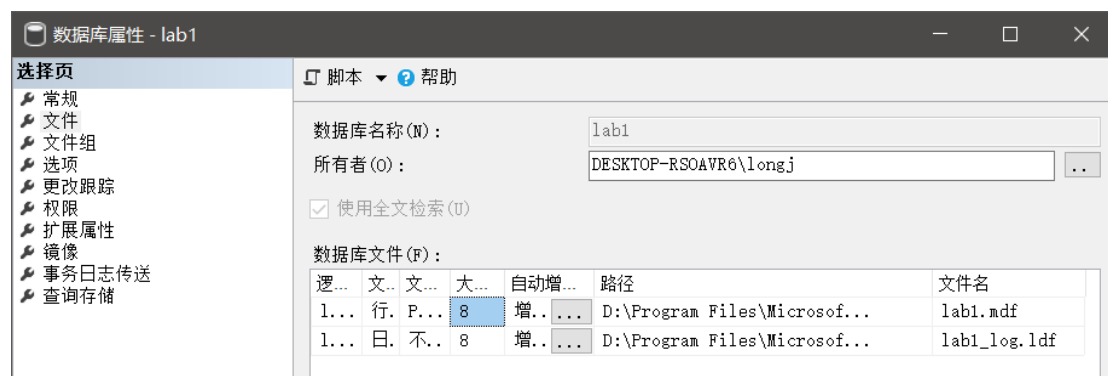 数据库属性 - lab1
选择页
常规
文件
文件组
选项
更改跟踪
权限
扩展属性
镜像
事务日志传送
查询存储
脚本 帮助
数据库名称(N):
lab1
所有者(O):
DESKTOP-RSOAVR6\longj
..
使用全文检索(U)
数据库文件(F):
逻... 文.. 文... 大... 自动增... 路径 文件名
l... 行. P... 8 增.. ... D:\Program Files\Microsof... lab1.mdf
l... 日. 不.. 8 增.. ... D:\Program Files\Microsof... lab1_log.ldf